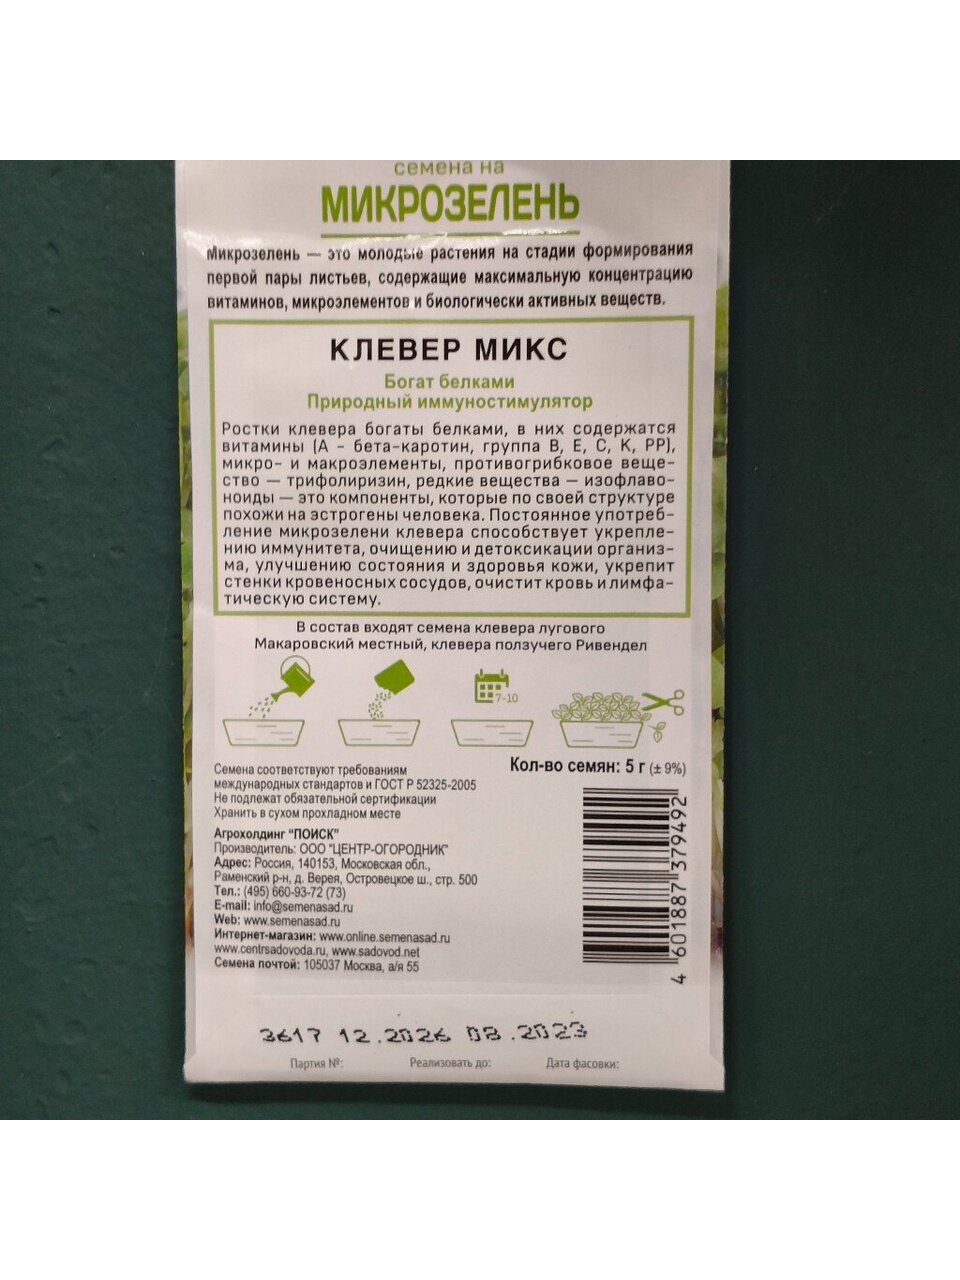 семена на
МИКРОЗЕЛЕНЬ
Микрозелень — это молодые растения на стадии формирования
первой пары листьев, содержащие максимальную концентрацию
витаминов, микроэлементов и биологически активных веществ.
КЛЕВЕР МИКС
Богат белками
Природный иммуностимулятор
Ростки клевера богаты белками, в них содержатся
витамины (А - бета-каротин, группа В, Е, С, К, РР),
микро- и макроэлементы, противогрибковое веще-
ство — трифолиризин, редкие вещества — изофлаво-
ноиды — это компоненты, которые по своей структуре
похожи на эстрогены человека. Постоянное употреб-
ление микрозелени клевера способствует укрепле-
нию иммунитета, очищению и детоксикации организ-
ма, улучшению состояния и здоровья кожи, укрепит
стенки кровеносных сосудов, очистит кровь и лимфа-
тическую систему.
В состав входят семена клевера лугового
Макаровский местный, клевера ползучего Ривендел
7-10
Кол-во семян: 5 г (± 9%)
Семена соответствуют требованиям
международных стандартов и ГОСТ Р 52325-2005
Не подлежат обязательной сертификации
Хранить в сухом прохладном месте
Агрохолдинг "ПОИСК"
Производитель: ООО "ЦЕНТР-ОГОРОДНИК"
Адрес: Россия, 140153, Московская обл.,
Раменский р-н, д. Верея, Островецкое ш., стр. 500
Тел.: (495) 660-93-72 (73)
E-mail: info@semenasad.ru
Web: www.semenasad.ru
Интернет-магазин: www.online.semenasad.ru
www.centrsadovoda.ru, www.sadovod.net
Семена почтой: 105037 Москва, а/я 55
4 601887 379492
3617 12.2026 08.2023
Партия №: Реализовать до: Дата фасовки: